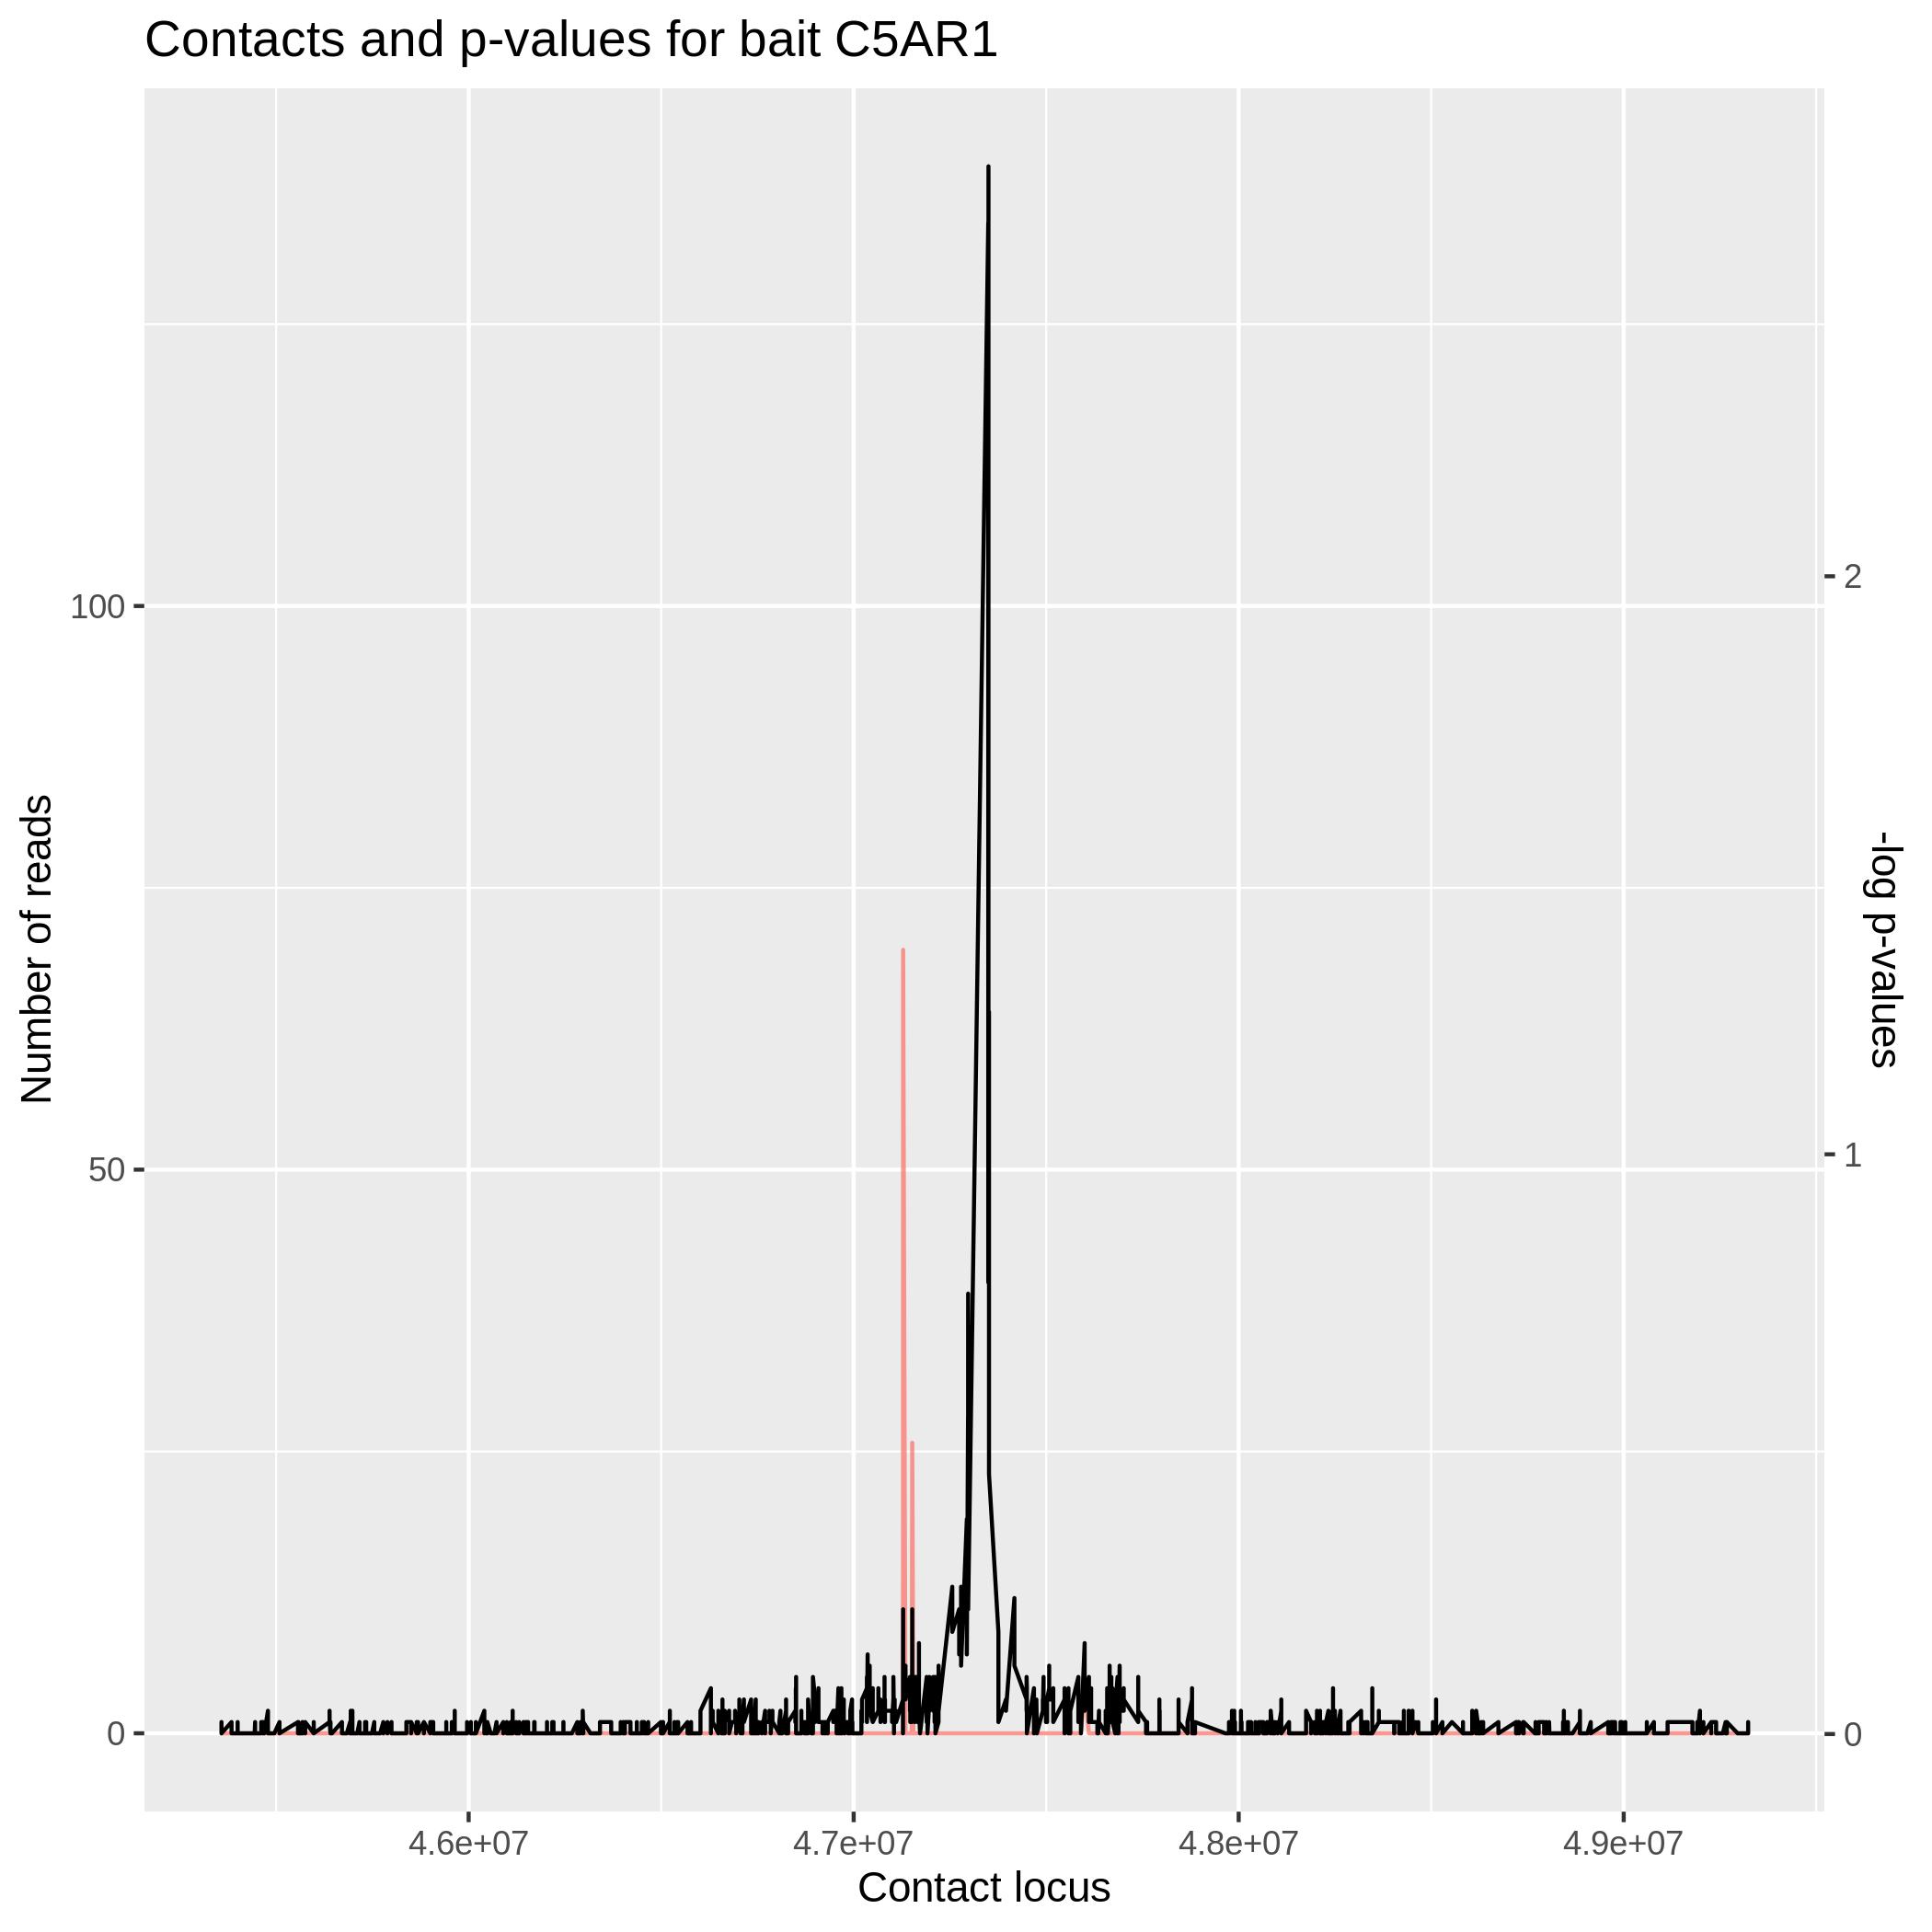 Contacts and p-values for bait C5AR1
Number of reads
100
50
0
2
1
0
-log p-values
4.6e+07
4.7e+07
4.8e+07
4.9e+07
Contact locus